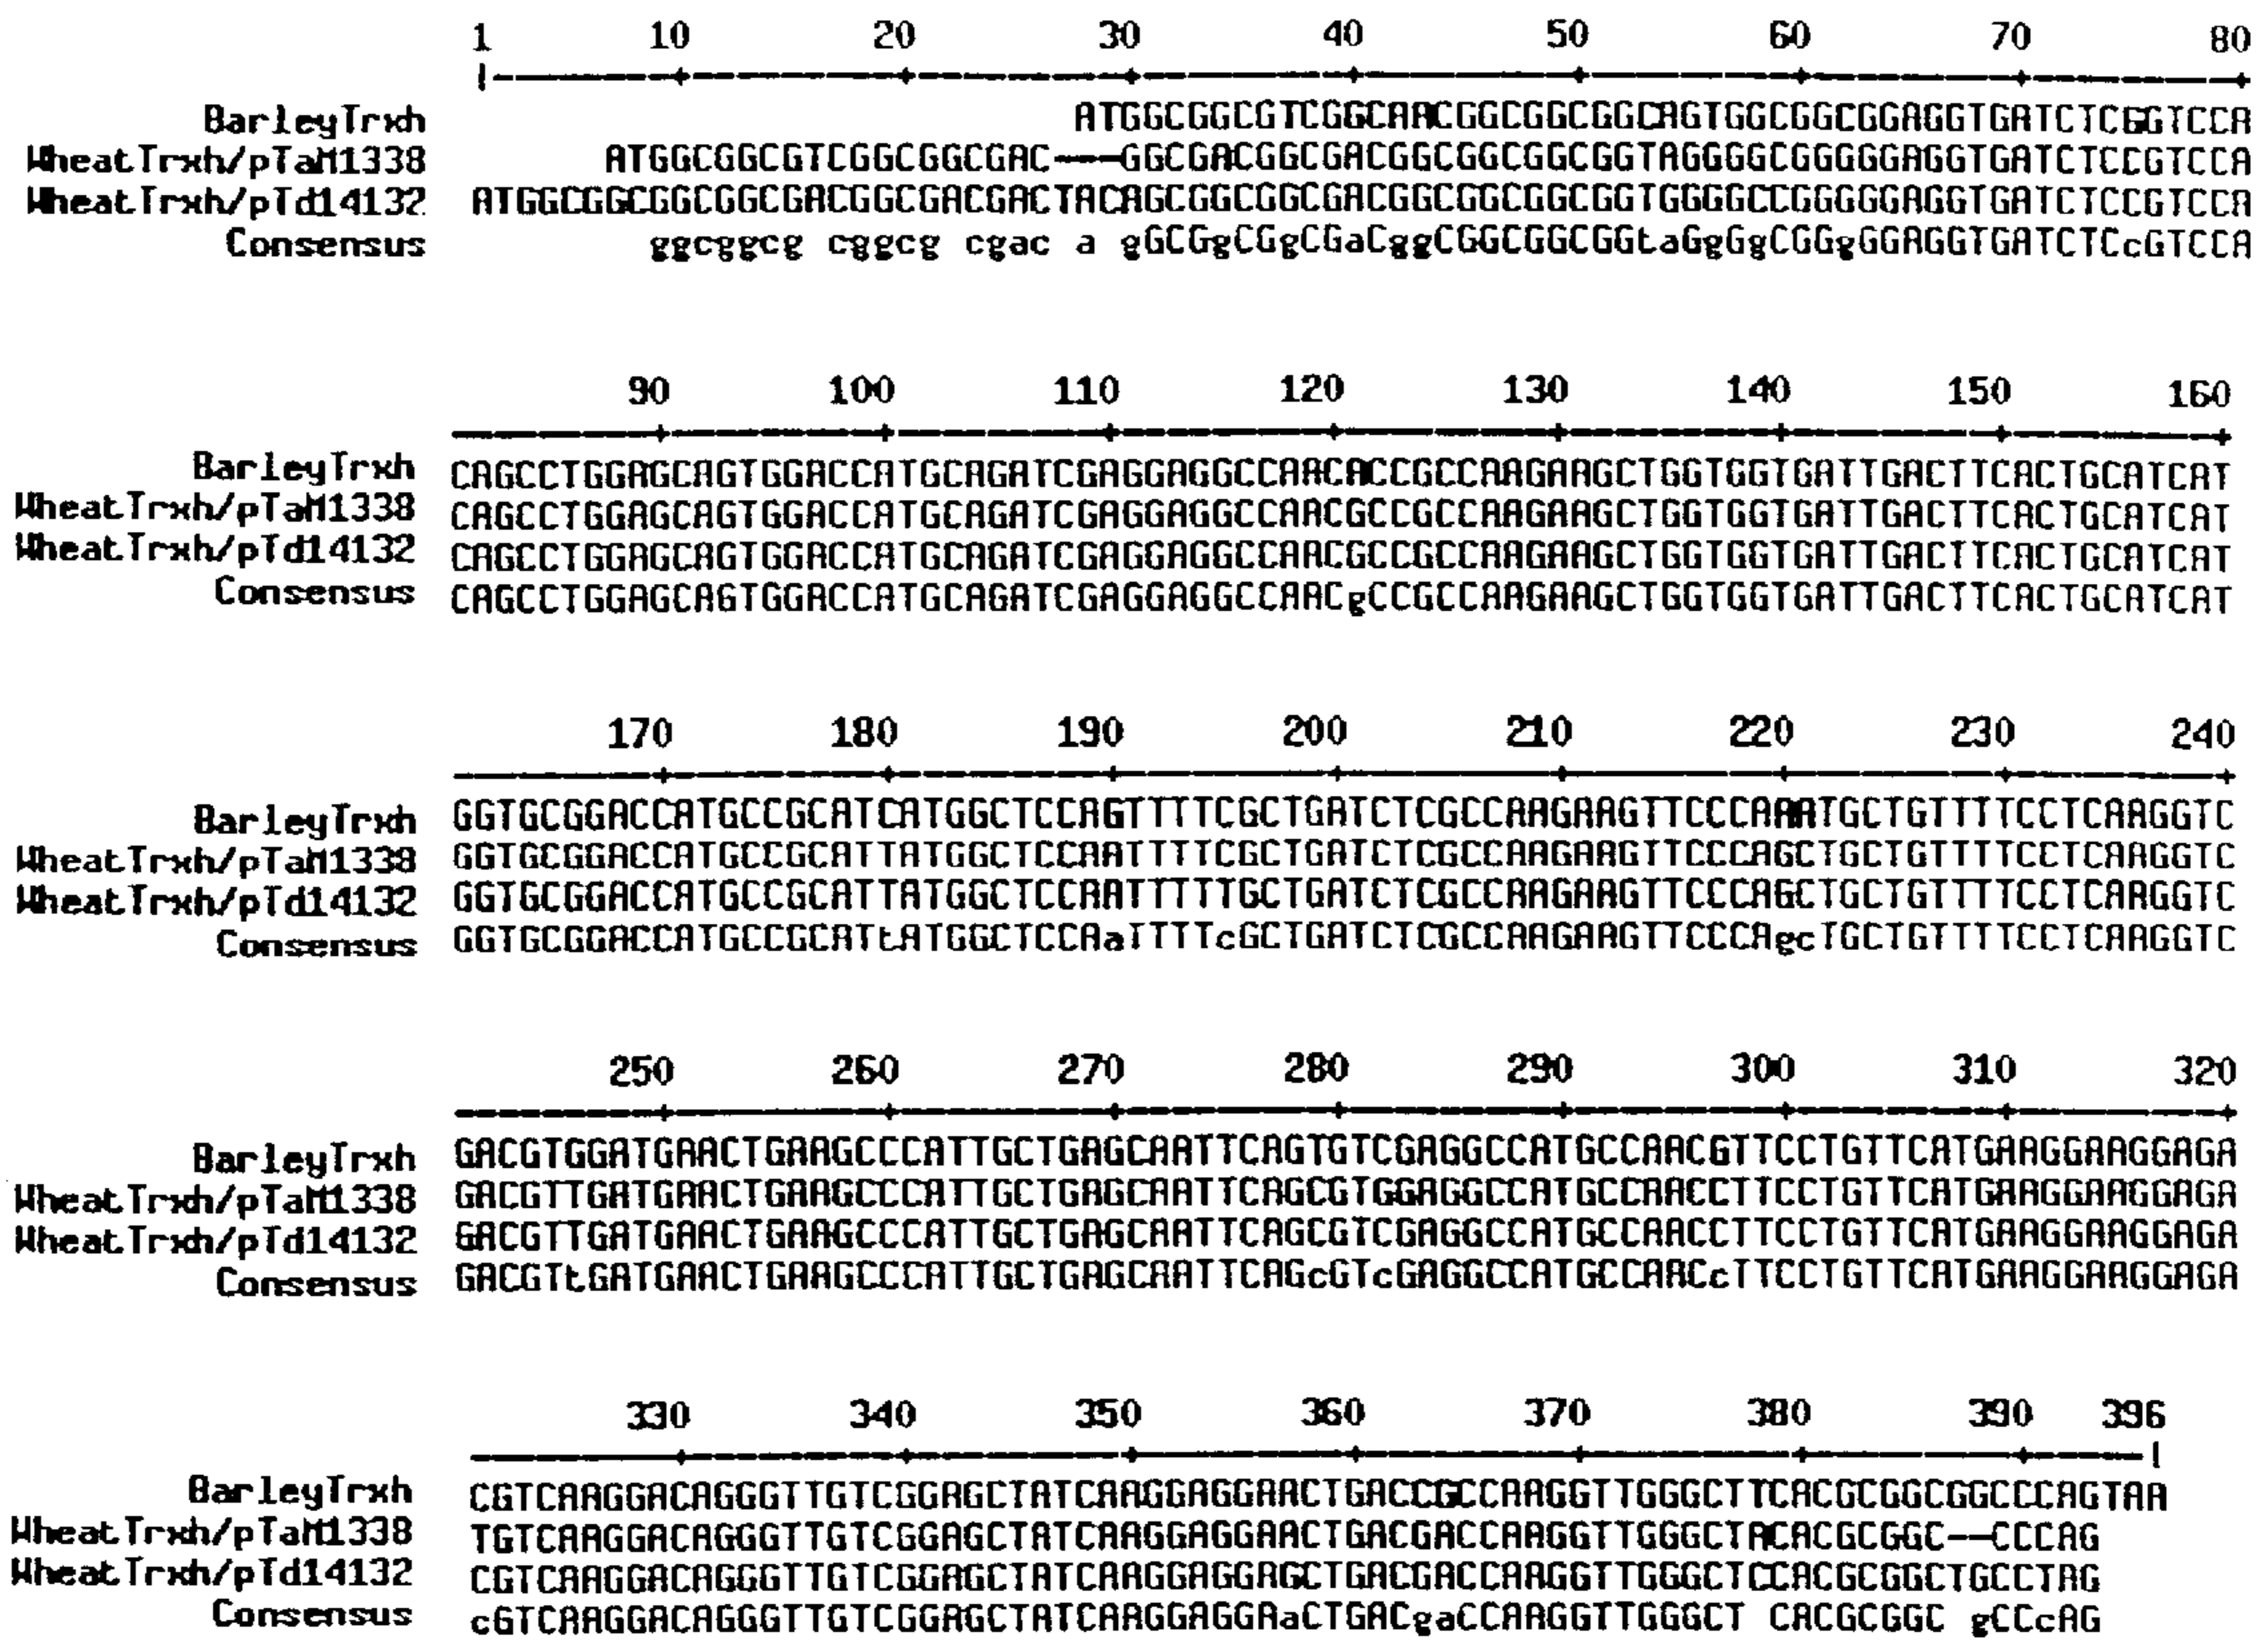 1 10 20 30 40 50 60 70 80
BarleyTrxh ATGGCGGCGTCGGCAACGGCGGCGGCAGTGGCGGCGGAGGTGATCTCGGTCCA
WheatTrxh/pTaM1338 ATGGCGGCGTCGGCGGCGAC---GGCGACGGCGACGGCGGCGGCGGTAGGGGCGGGGGAGGTGATCTCCGTCCA
WheatTrxh/pTd14132 ATGGCGGCGGCGGCGACGGCGACGACTACAGCGGCGGCGACGGCGGCGGCGGTGGGGCCGGGGGAGGTGATCTCCGTCCA
Consensus ggcggcg cggcg cgac a gGCGgCGgCGaCggCGGCGGCGGtaGgGgCGGgGGAGGTGATCTCcGTCCA
90 100 110 120 130 140 150 160
BarleyTrxh CAGCCTGGAGCAGTGGACCATGCAGATCGAGGAGGCCAACACCGCCAAGAAGCTGGTGGTGATTGACTTCACTGCATCAT
WheatTrxh/pTaM1338 CAGCCTGGAGCAGTGGACCATGCAGATCGAGGAGGCCAACGCCGCCAAGAAGCTGGTGGTGATTGACTTCACTGCATCAT
WheatTrxh/pTd14132 CAGCCTGGAGCAGTGGACCATGCAGATCGAGGAGGCCAACGCCGCCAAGAAGCTGGTGGTGATTGACTTCACTGCATCAT
Consensus CAGCCTGGAGCAGTGGACCATGCAGATCGAGGAGGCCAACgCCGCCAAGAAGCTGGTGGTGATTGACTTCACTGCATCAT
170 180 190 200 210 220 230 240
BarleyTrxh GGTGCGGACCATGCCGCATCATGGCTCCAGTTTTCGCTGATCTCGCCAAGAAGTTCCCAAATGCTGTTTTCCTCAAGGTC
WheatTrxh/pTaM1338 GGTGCGGACCATGCCGCATTATGGCTCCAATTTTCGCTGATCTCGCCAAGAAGTTCCCAGCTGCTGTTTTCCTCAAGGTC
WheatTrxh/pTd14132 GGTGCGGACCATGCCGCATTATGGCTCCAATTTTTGCTGATCTCGCCAAGAAGTTCCCAGCTGCTGTTTTCCTCAAGGTC
Consensus GGTGCGGACCATGCCGCATtATGGCTCCAaTTTTcGCTGATCTCGCCAAGAAGTTCCCAgcTGCTGTTTTCCTCAAGGTC
250 260 270 280 290 300 310 320
BarleyTrxh GACGTGGATGAACTGAAGCCCATTGCTGAGCAATTCAGTGTCGAGGCCATGCCAACGTTCCTGTTCATGAAGGAAGGAGA
WheatTrxh/pTaM1338 GACGTTGATGAACTGAAGCCCATTGCTGAGCAATTCAGCGTGGAGGCCATGCCAACCTTCCTGTTCATGAAGGAAGGAGA
WheatTrxh/pTd14132 GACGTTGATGAACTGAAGCCCATTGCTGAGCAATTCAGCGTCGAGGCCATGCCAACCTTCCTGTTCATGAAGGAAGGAGA
Consensus GACGTtGATGAACTGAAGCCCATTGCTGAGCAATTCAGcGTcGAGGCCATGCCAACcTTCCTGTTCATGAAGGAAGGAGA
330 340 350 360 370 380 390 396
BarleyTrxh CGTCAAGGACAGGGTTGTCGGAGCTATCAAGGAGGAACTGACCGCCAAGGTTGGGCTTCACGCGGCGGCCCAGTAA
WheatTrxh/pTaM1338 TGTCAAGGACAGGGTTGTCGGAGCTATCAAGGAGGAACTGACGACCAAGGTTGGGCTACACGCGGC--CCCAG
WheatTrxh/pTd14132 CGTCAAGGACAGGGTTGTCGGAGCTATCAAGGAGGAGCTGACGACCAAGGTTGGGCTCCACGCGGCTGCCTAG
Consensus cGTCAAGGACAGGGTTGTCGGAGCTATCAAGGAGGAaCTGACgaCCAAGGTTGGGCT CACGCGGC gCCcAG